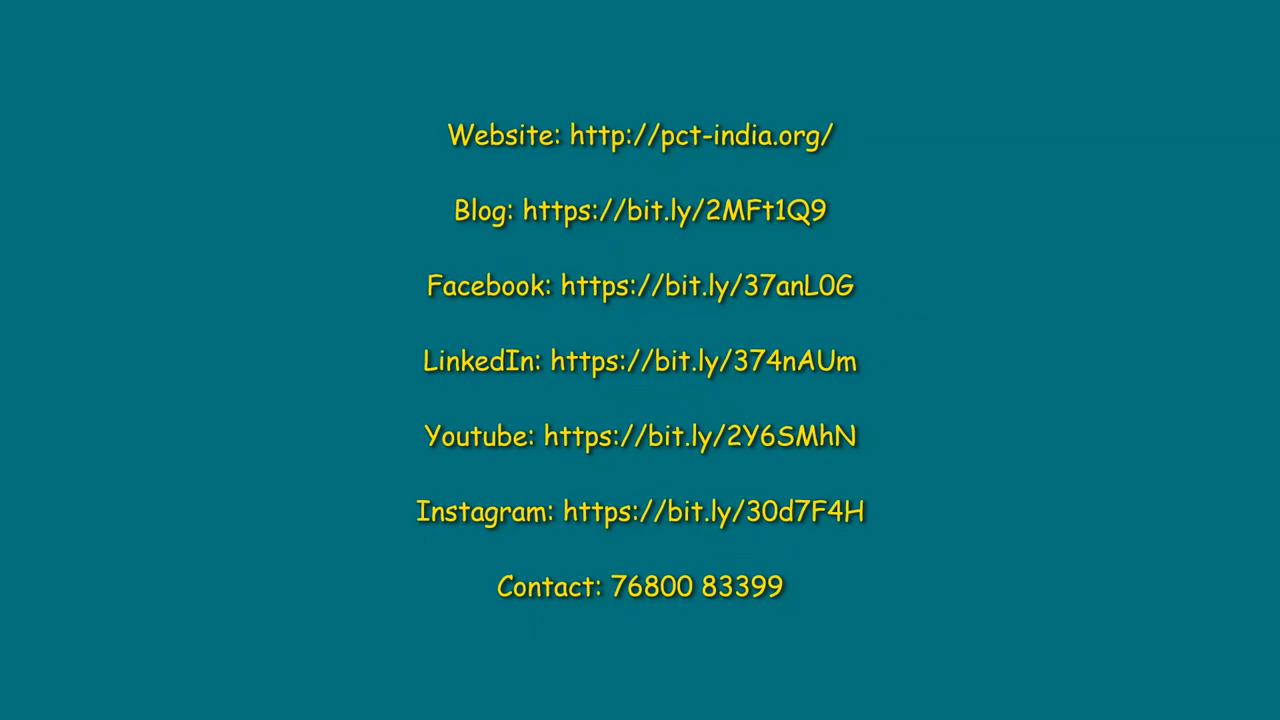 Website: http://pct-india.org/
Blog: https://bit.ly/2MFt1Q9
Facebook: https://bit.ly/37anL0G
LinkedIn: https://bit.ly/374nAUm
Youtube: https://bit.ly/2Y6SMhN
Instagram: https://bit.ly/30d7F4H
Contact: 76800 83399